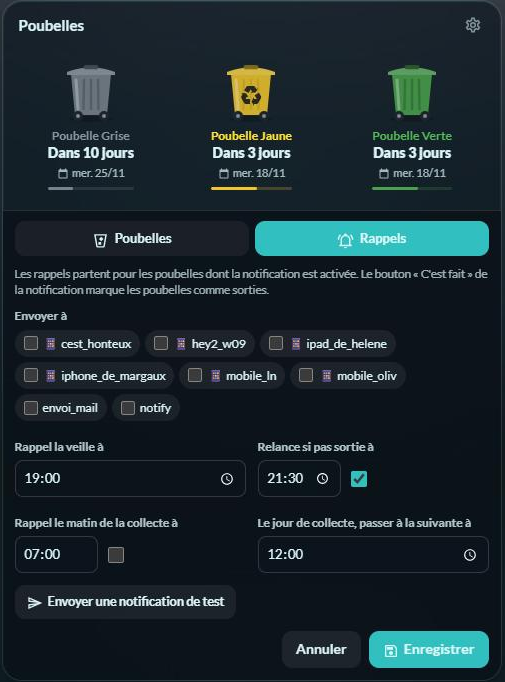 Poubelles
Poubelle Grise
Dans 10 jours
mer. 25/11
Poubelle Jaune
Dans 3 jours
mer. 18/11
Poubelle Verte
Dans 3 jours
mer. 18/11
Poubelles
Rappels
Les rappels partent pour les poubelles dont la notification est activée. Le bouton « C'est fait » de
la notification marque les poubelles comme sorties.
Envoyer à
cest_honteux
hey2_w09
ipad_de_helene
iphone_de_margaux
mobile_ln
mobile_oliv
envoi_mail
notify
Rappel la veille à
Relance si pas sortie à
19:00
21:30
Rappel le matin de la collecte à
Le jour de collecte, passer à la suivante à
07:00
12:00
Envoyer une notification de test
Annuler
Enregistrer